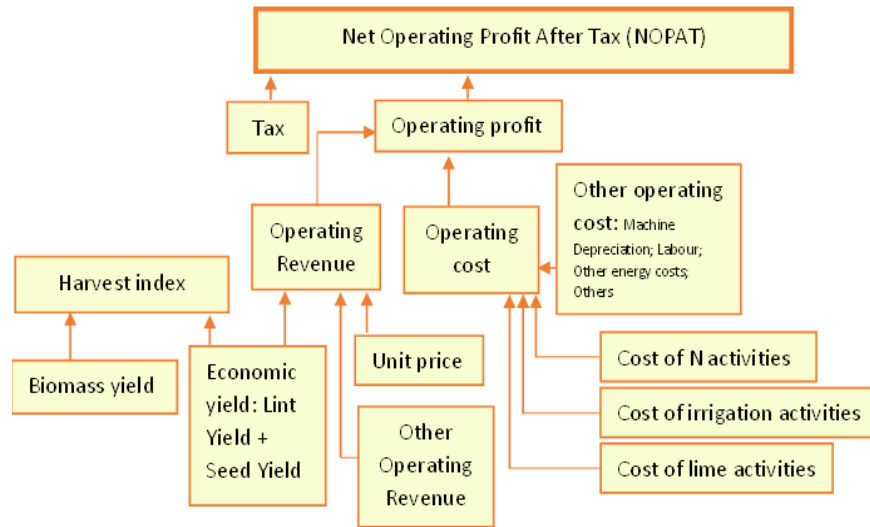 Net Operating Profit After Tax (NOPAT)
Tax
Operating profit
Other operating
cost: Machine
Depreciation; Labour;
Other energy costs;
Others
Operating
Revenue
Operating
cost
Harvest index
Biomass yield
Economic
yield: Lint
Yield +
Seed Yield
Unit price
Other
Operating
Revenue
Cost of N activities
Cost of irrigation activities
Cost of lime activities